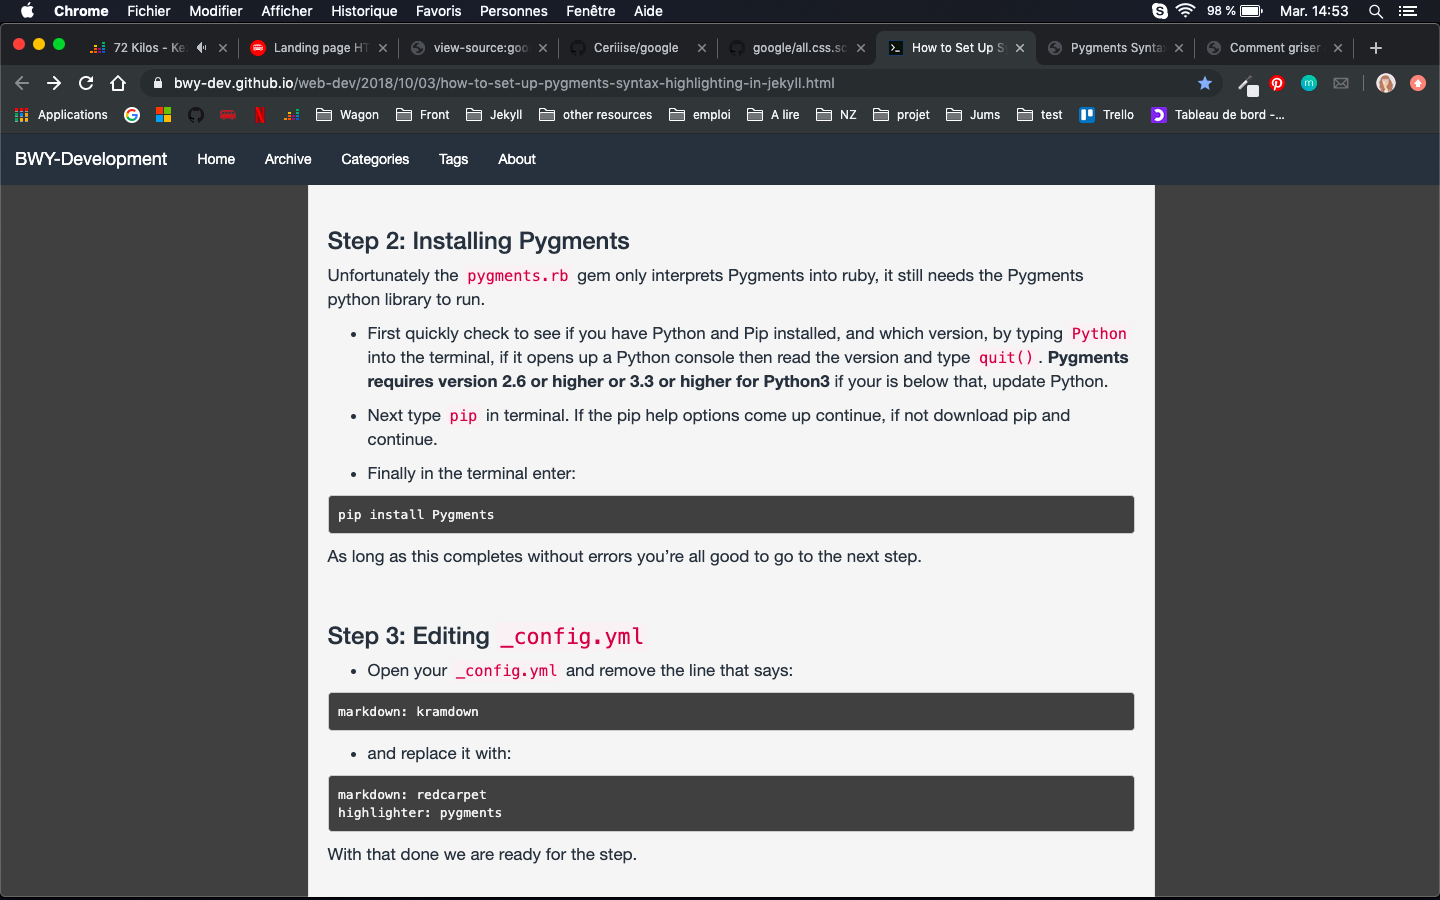 Chrome Fichier Modifier Afficher Historique Favoris Personnes Fenêtre Aide 98 % Mar. 14:53
72 Kilos - Ke Landing page HT view-source:goo Ceriiise/google google/all.css.sc How to Set Up S Pygments Synta Comment griser
bwy-dev.github.io/web-dev/2018/10/03/how-to-set-up-pygments-syntax-highlighting-in-jekyll.html
Applications Wagon Front Jekyll other resources emploi A lire NZ projet Jums test Trello Tableau de bord -...
BWY-Development Home Archive Categories Tags About
Step 2: Installing Pygments
Unfortunately the pygments.rb gem only interprets Pygments into ruby, it still needs the Pygments
python library to run.
• First quickly check to see if you have Python and Pip installed, and which version, by typing Python
into the terminal, if it opens up a Python console then read the version and type quit() . Pygments
requires version 2.6 or higher or 3.3 or higher for Python3 if your is below that, update Python.
• Next type pip in terminal. If the pip help options come up continue, if not download pip and
continue.
• Finally in the terminal enter:
pip install Pygments
As long as this completes without errors you’re all good to go to the next step.
Step 3: Editing _config.yml
• Open your _config.yml and remove the line that says:
markdown: kramdown
• and replace it with:
markdown: redcarpet
highlighter: pygments
With that done we are ready for the step.